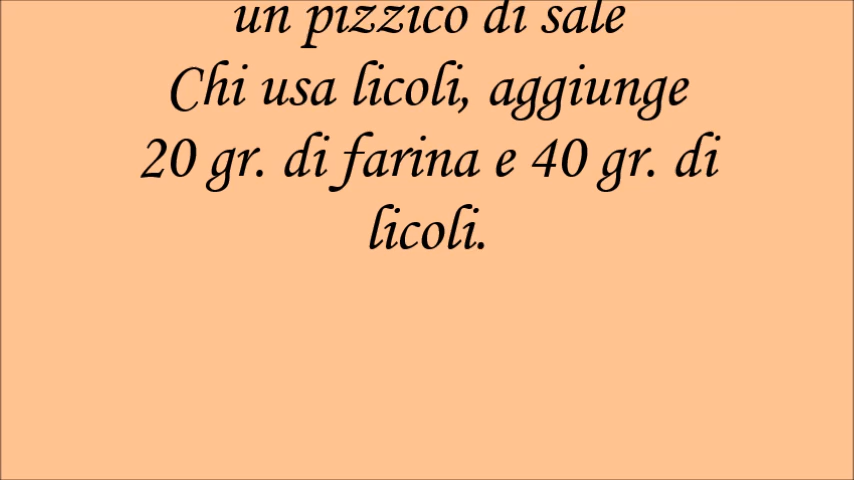 un pizzico di sale
Chi usa licoli, aggiunge
20 gr. di farina e 40 gr. di
licoli.